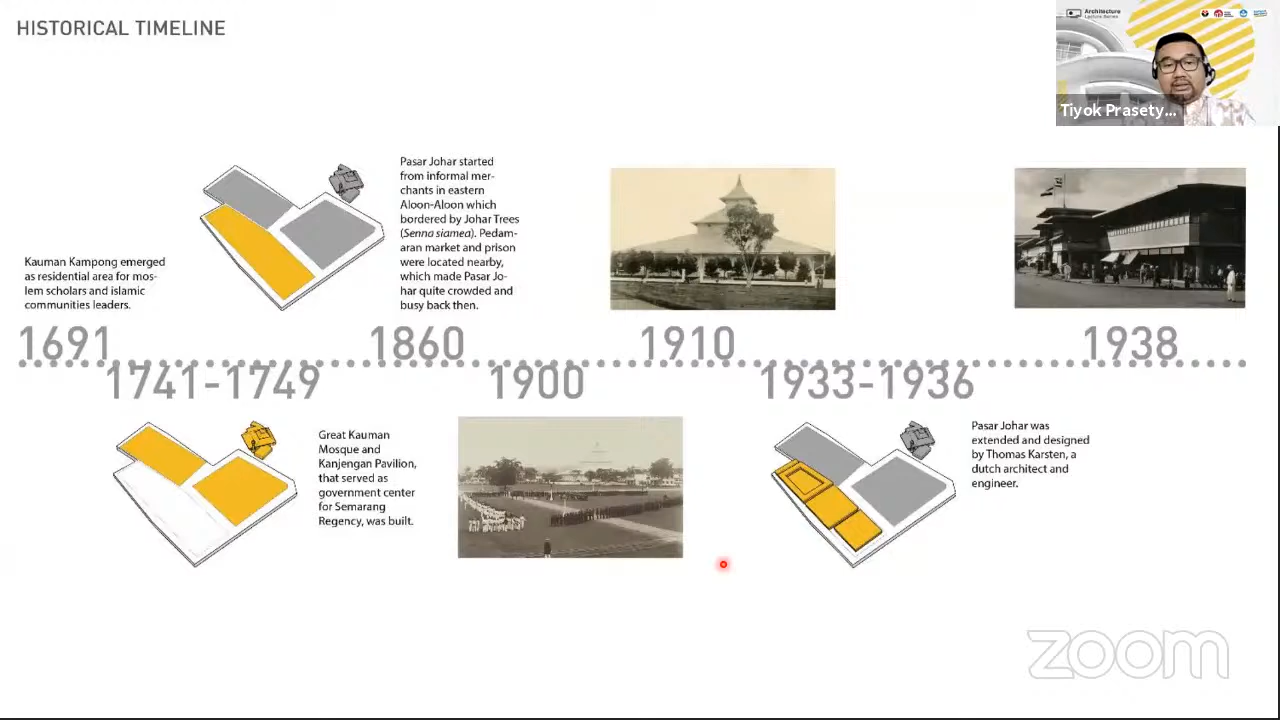 HISTORICAL TIMELINE
Architecture
Lecture Series
Tiyok Prasety...
Kauman Kampong emerged
as residential area for mos-
lem scholars and islamic
communities leaders.
Pasar Johar started
from informal mer-
chants in eastern
Aloon-Aloon which
bordered by Johar Trees
(Senna siamea). Pedam-
aran market and prison
were located nearby,
which made Pasar Jo-
har quite crowded and
busy back then.
1691
1860
1910
1938
1741-1749
1900
1933-1936
Great Kauman
Mosque and
Kanjengan Pavilion,
that served as
government center
for Semarang
Regency, was built.
Pasar Johar was
extended and designed
by Thomas Karsten, a
dutch architect and
engineer.
zoom